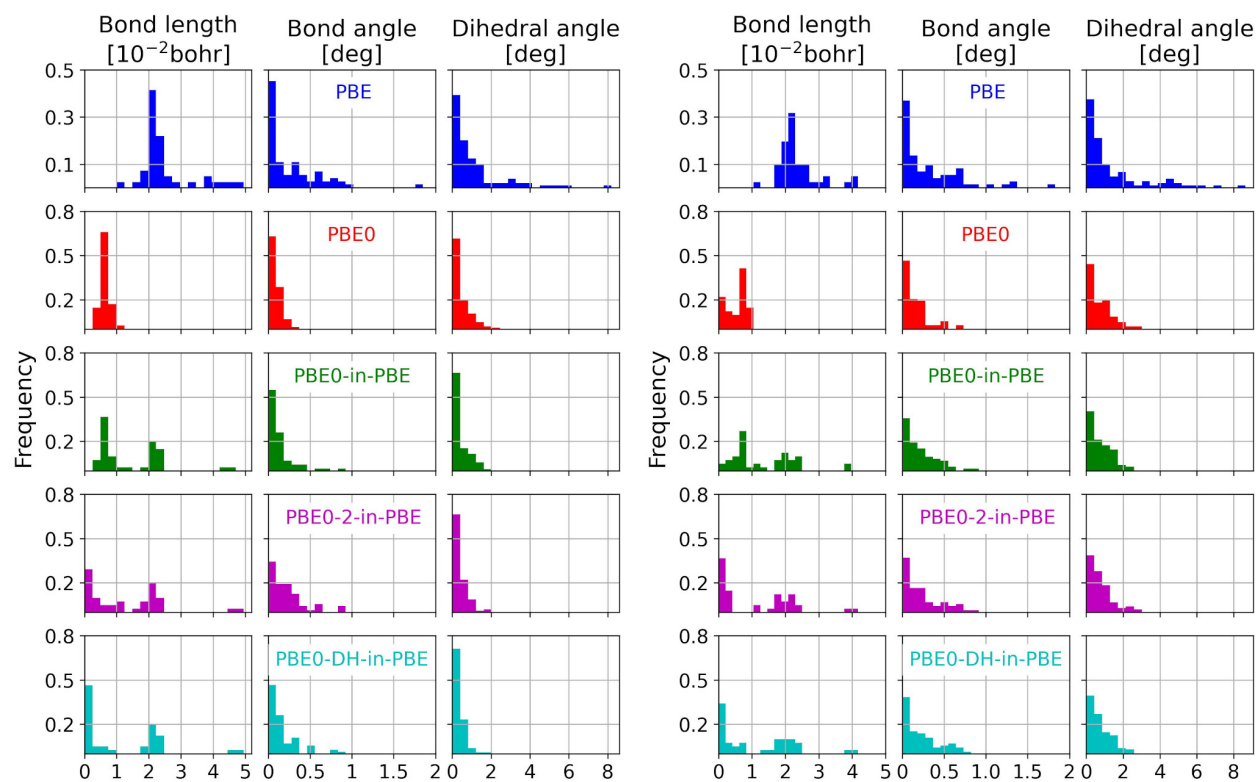 Bond length
[10⁻²bohr]
Bond angle
[deg]
Dihedral angle
[deg]
Bond length
[10⁻²bohr]
Bond angle
[deg]
Dihedral angle
[deg]
0.5
0.3
0.1
PBE
0.5
0.3
0.1
PBE
0.8
0.5
0.2
PBE0
0.8
0.5
0.2
PBE0
Frequency
0.8
0.5
0.2
PBE0-in-PBE
Frequency
0.8
0.5
0.2
PBE0-in-PBE
0.8
0.5
0.2
PBE0-2-in-PBE
0.8
0.5
0.2
PBE0-2-in-PBE
0.8
0.5
0.2
PBE0-DH-in-PBE
0.8
0.5
0.2
PBE0-DH-in-PBE
0 1 2 3 4 5 0 0.5 1 1.5 2 0 2 4 6 8
0 1 2 3 4 5 0 0.5 1 1.5 2 0 2 4 6 8